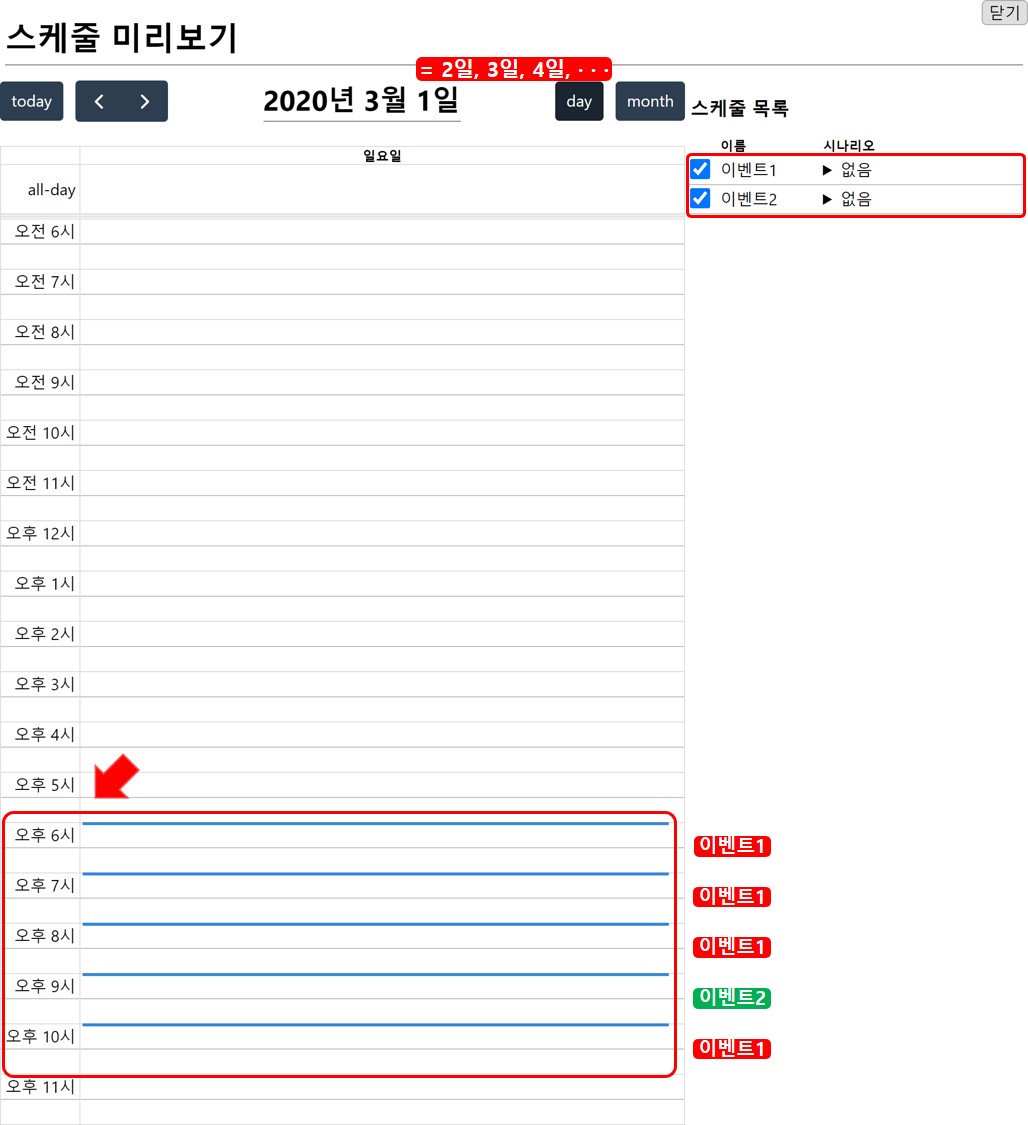 닫기
스케줄 미리보기
= 2일, 3일, 4일, · · ·
today
2020년 3월 1일
day
month
스케줄 목록
이름 시나리오
이벤트1 ▶ 없음
이벤트2 ▶ 없음
일요일
all-day
오전 6시
오전 7시
오전 8시
오전 9시
오전 10시
오전 11시
오후 12시
오후 1시
오후 2시
오후 3시
오후 4시
오후 5시
오후 6시 이벤트1
오후 7시 이벤트1
오후 8시 이벤트1
오후 9시 이벤트2
오후 10시 이벤트1
오후 11시